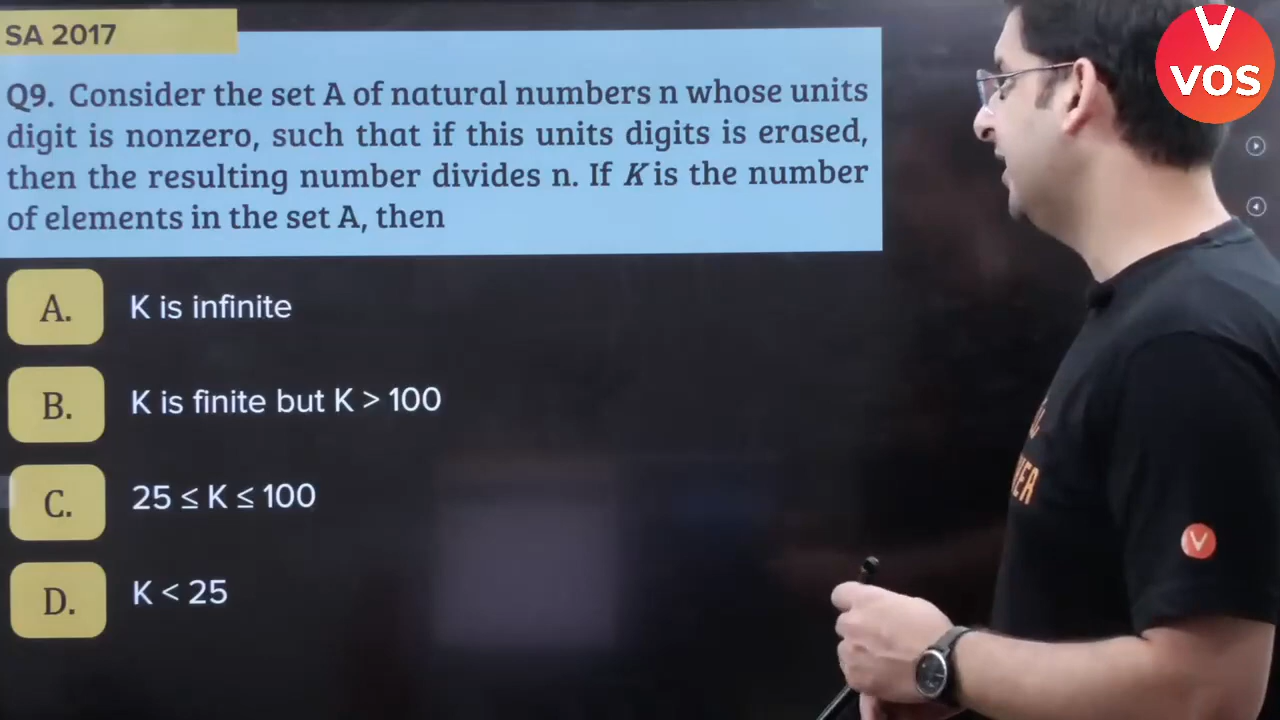 SA 2017
Q9. Consider the set A of natural numbers n whose units
digit is nonzero, such that if this units digits is erased,
then the resulting number divides n. If K is the number
of elements in the set A, then
A. K is infinite
B. K is finite but K > 100
C. 25 ≤ K ≤ 100
D. K < 25
VOS